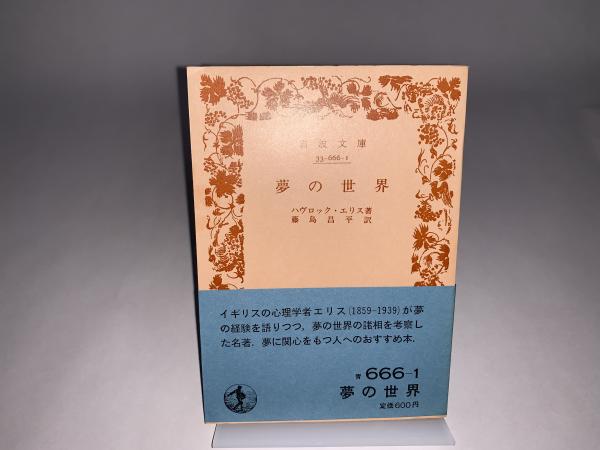 岩波文庫
33-666-1
夢の世界
ハヴロック・エリス著
藤島昌平訳
イギリスの心理学者エリス(1859-1939)が夢
の経験を語りつつ，夢の世界の諸相を考察し
た名著．夢に関心をもつ人へのおすすめ本．
青 666-1
夢の世界
定価600円